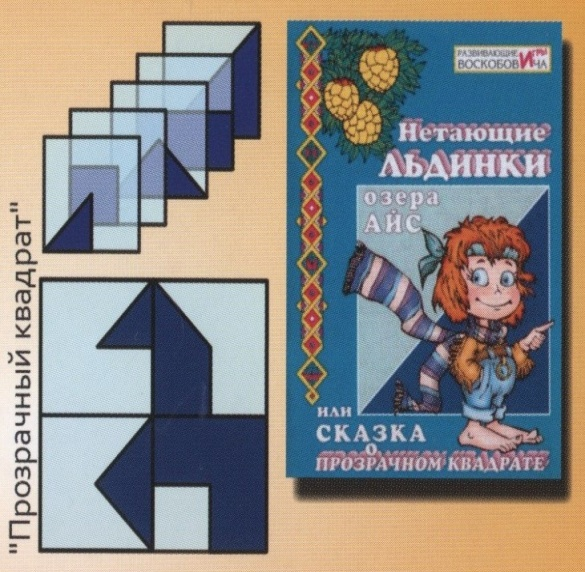 "Прозрачный квадрат"
РАЗВИВАЮЩИЕ ИГРЫ
ВОСКОБОВИЧА
Нетающие
ЛЬДИНКИ
озера
АЙС
ИЛИ
СКАЗКА
О
ПРОЗРАЧНОМ КВАДРАТЕ